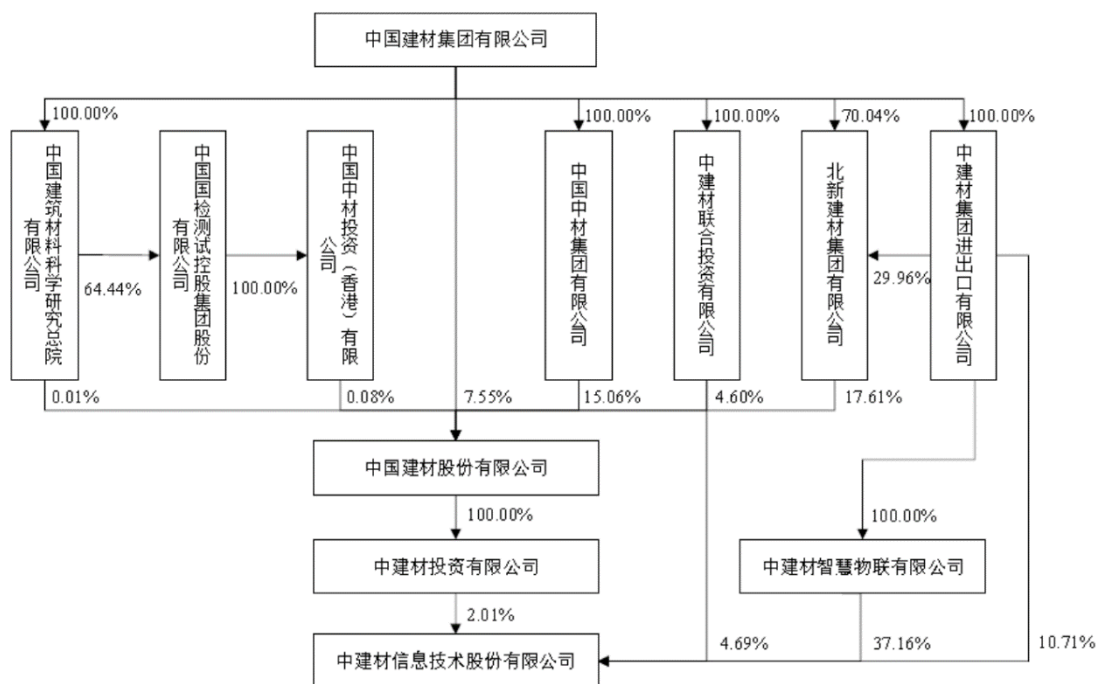 中国建材集团有限公司
100.00%
100.00%
100.00%
70.04%
100.00%
中国建筑材料科学研究总院
有限公司
中国国检测试控股集团股份
有限公司
中国中材投资（香港）有限
公司
中国中材集团有限公司
中建材联合投资有限公司
北新建材集团有限公司
中建材集团进出口有限公司
64.44%
100.00%
29.96%
0.01%
0.08%
7.55%
15.06%
4.60%
17.61%
中国建材股份有限公司
100.00%
100.00%
中建材投资有限公司
中建材智慧物联有限公司
2.01%
4.69%
37.16%
10.71%
中建材信息技术股份有限公司